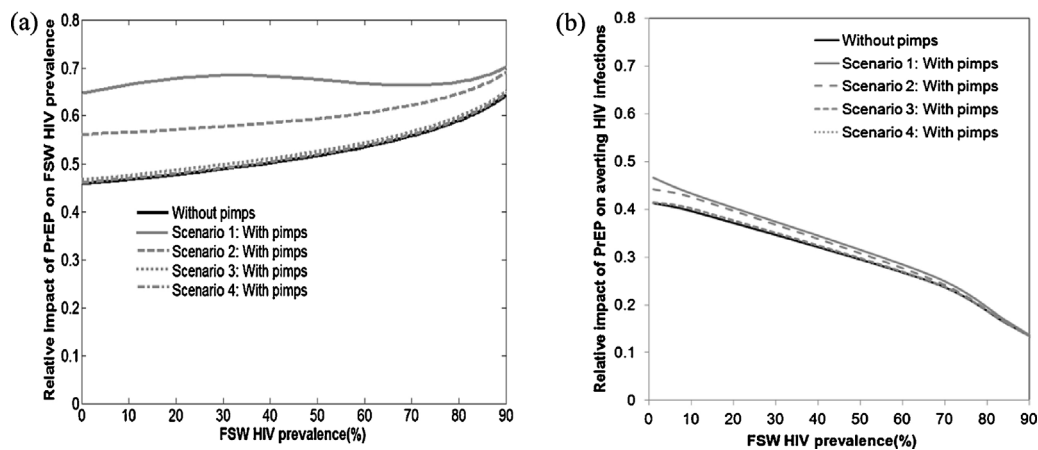 (a)
Relative impact of PrEP on FSW HIV prevalence
0.8
0.7
0.6
0.5
0.4
0.3
0.2
0.1
0
Without pimps
Scenario 1: With pimps
Scenario 2: With pimps
Scenario 3: With pimps
Scenario 4: With pimps
0 10 20 30 40 50 60 70 80 90
FSW HIV prevalence(%)
(b)
Relative impact of PrEP on averting HIV infections
0.8
0.7
0.6
0.5
0.4
0.3
0.2
0.1
0
Without pimps
Scenario 1: With pimps
Scenario 2: With pimps
Scenario 3: With pimps
Scenario 4: With pimps
0 10 20 30 40 50 60 70 80 90
FSW HIV prevalence(%)